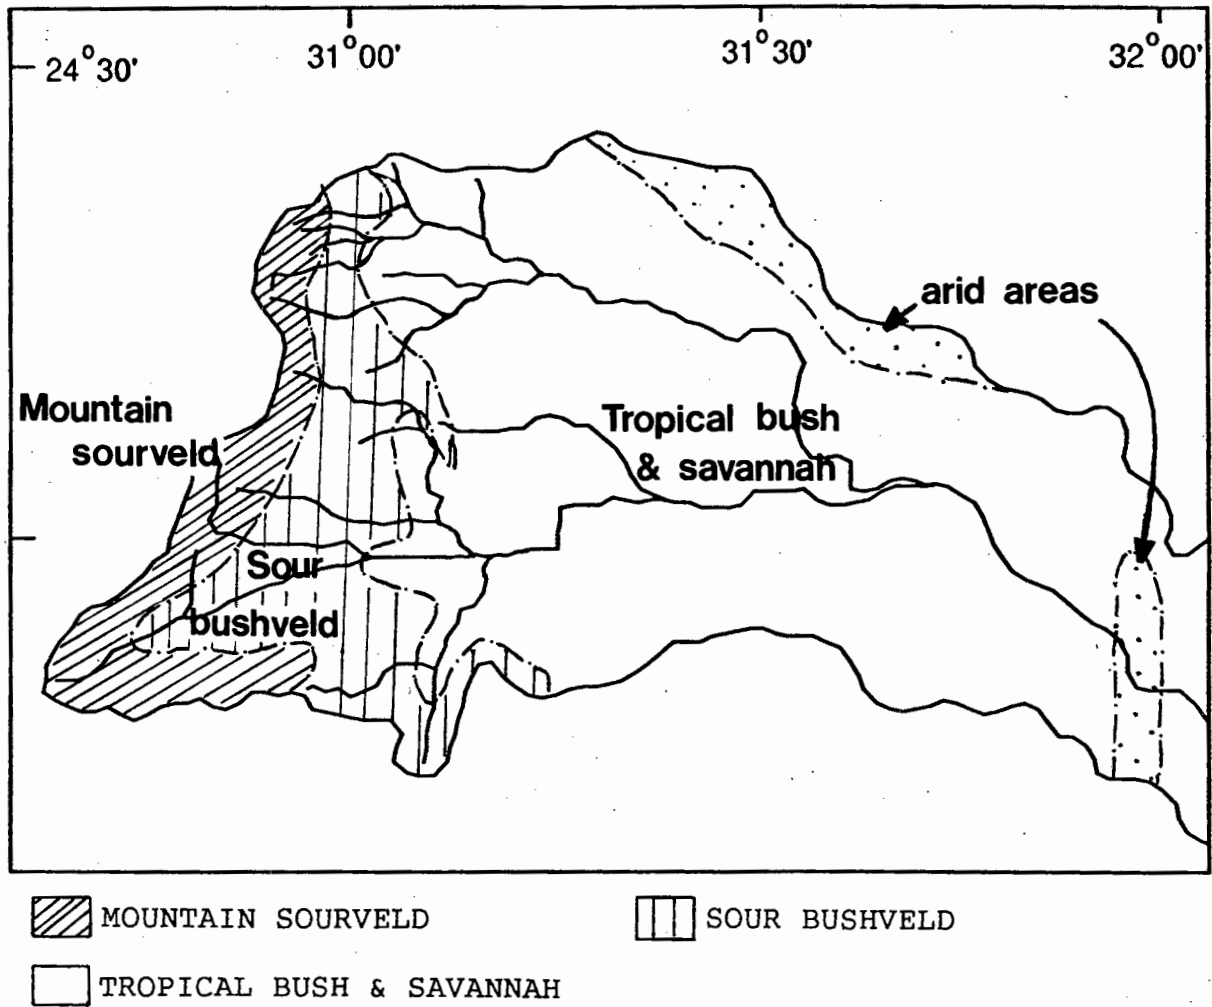 24°30'
31°00'
31°30'
32°00'
arid areas
Mountain
sourveld
Tropical bush
& savannah
Sour
bushveld
MOUNTAIN SOURVELD
SOUR BUSHVELD
TROPICAL BUSH & SAVANNAH